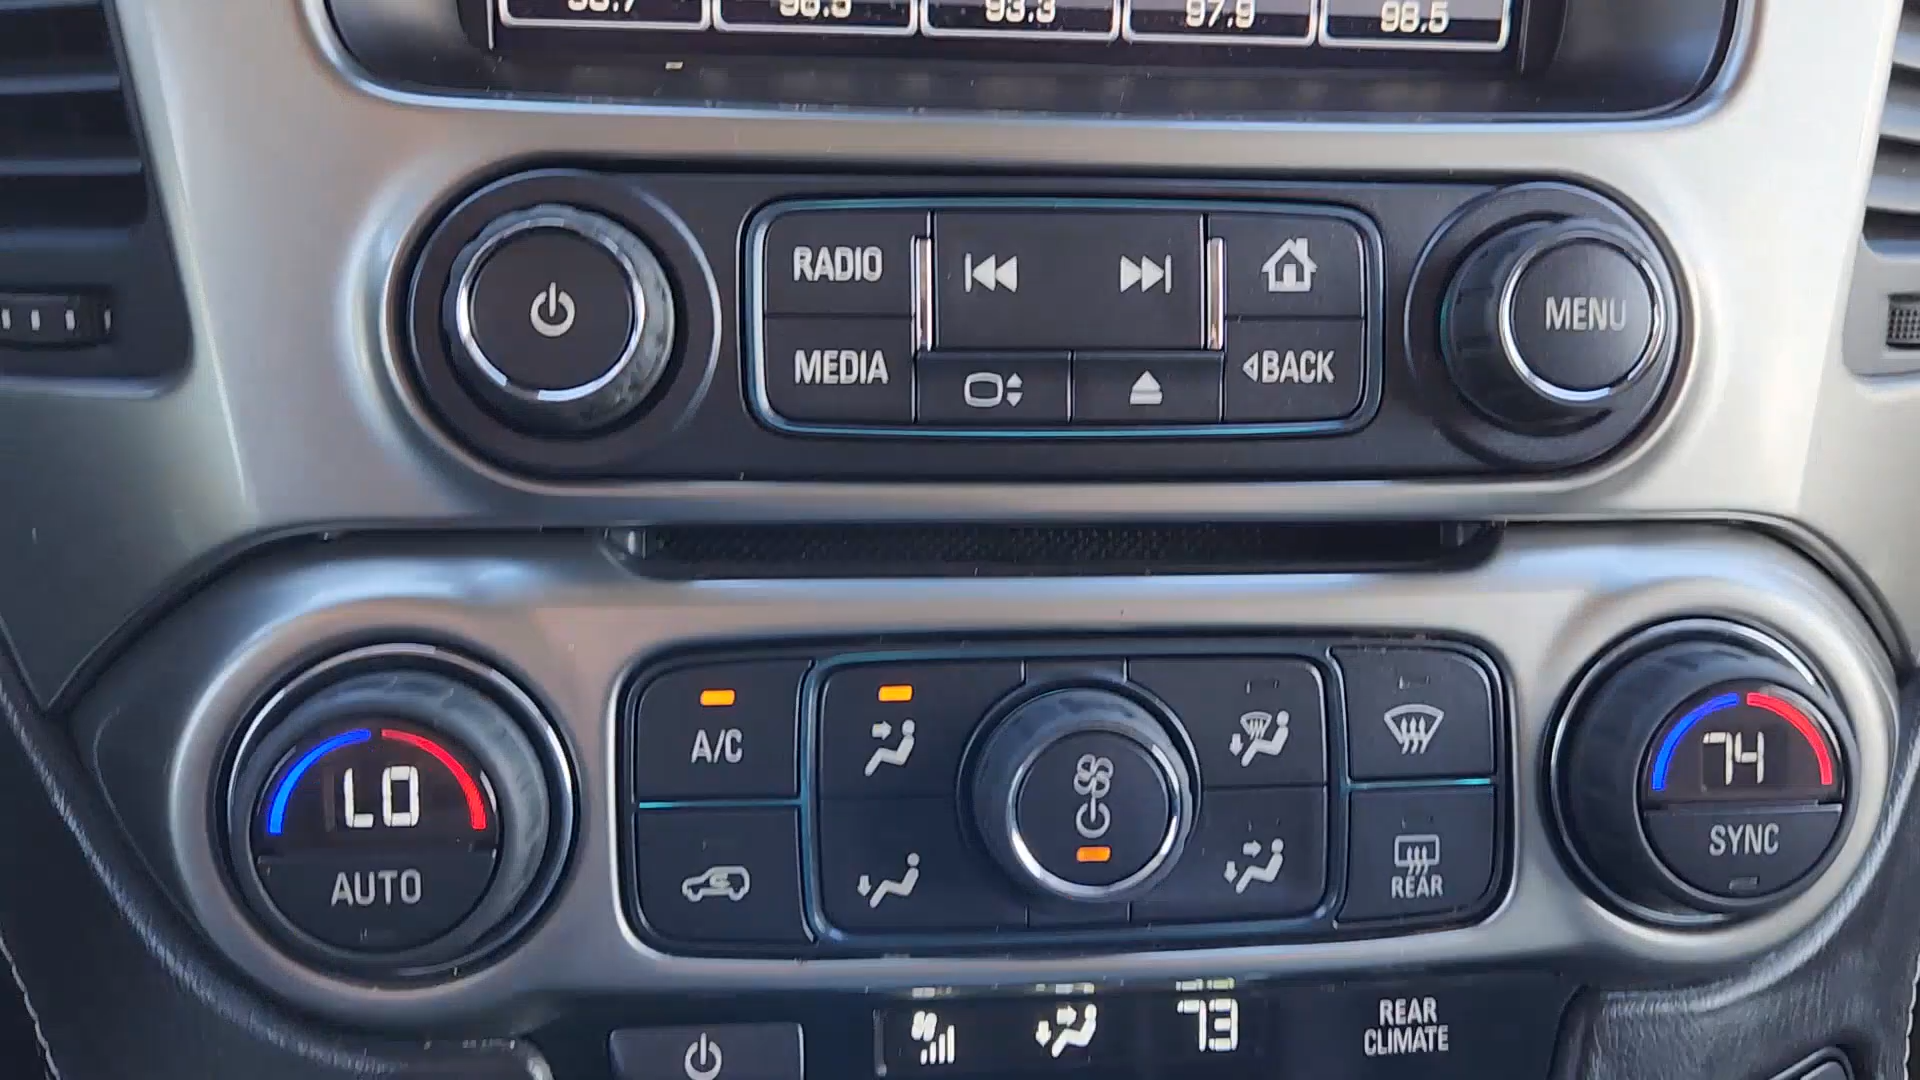 96.5
93.3
97.9
98.5
RADIO
MEDIA
BACK
MENU
LO
AUTO
A/C
REAR
74
SYNC
73
REAR
CLIMATE